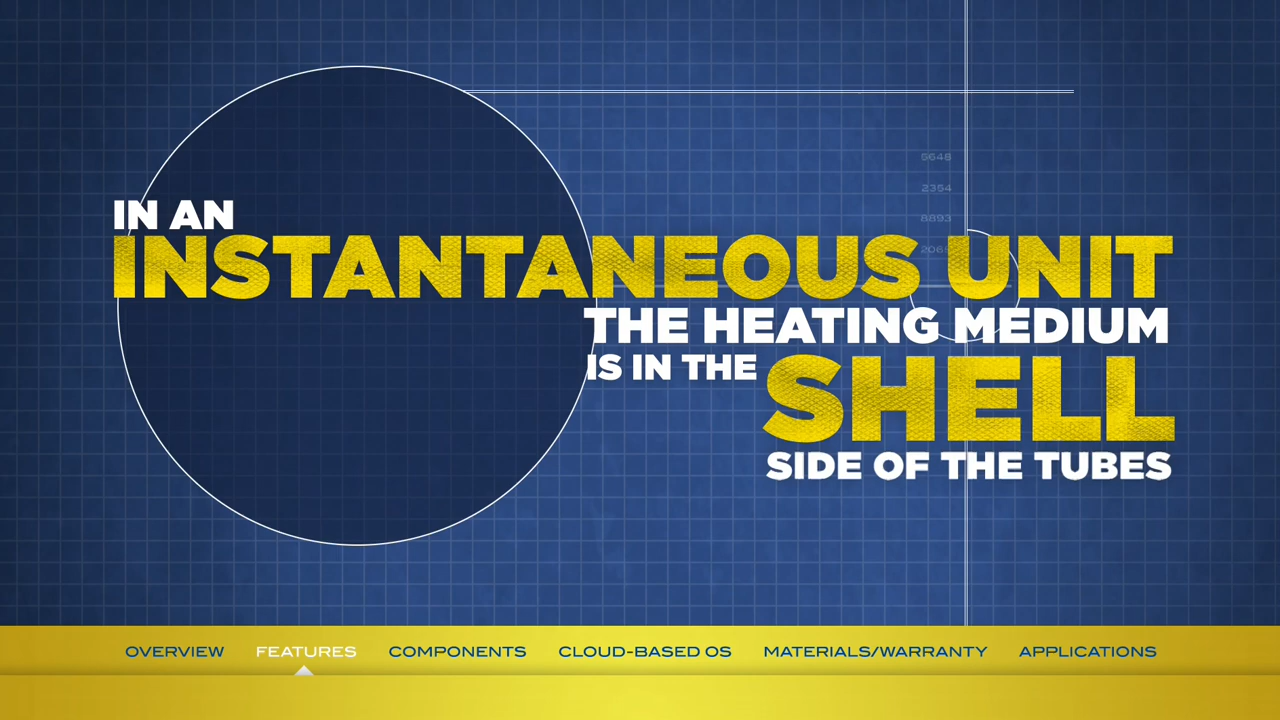 5648
2354
8893
IN AN
INSTANTANEOUS UNIT
THE HEATING MEDIUM
IS IN THE SHELL
SIDE OF THE TUBES
OVERVIEW FEATURES COMPONENTS CLOUD-BASED OS MATERIALS/WARRANTY APPLICATIONS